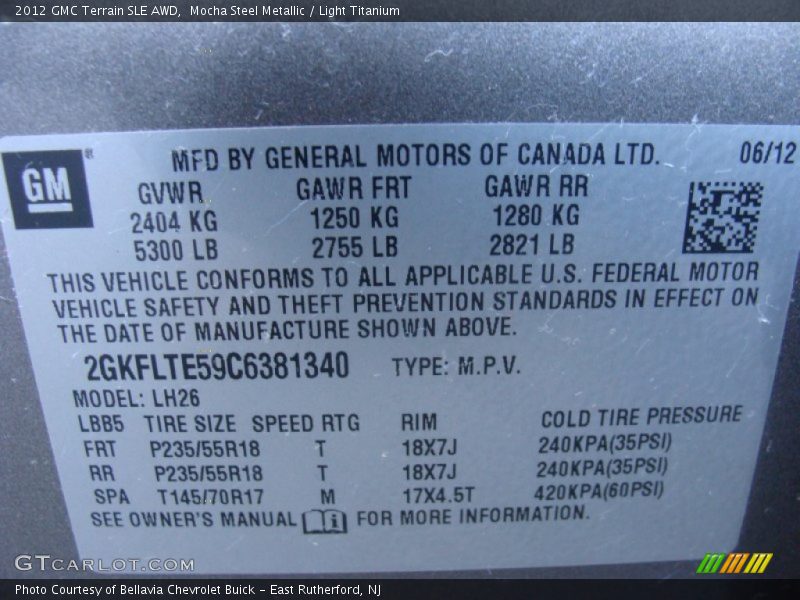 2012 GMC Terrain SLE AWD,  Mocha Steel Metallic / Light Titanium
MFD BY GENERAL MOTORS OF CANADA LTD. 06/12
GM
®
GVWR GAWR FRT GAWR RR
2404 KG 1250 KG 1280 KG
5300 LB 2755 LB 2821 LB
THIS VEHICLE CONFORMS TO ALL APPLICABLE U.S. FEDERAL MOTOR
VEHICLE SAFETY AND THEFT PREVENTION STANDARDS IN EFFECT ON
THE DATE OF MANUFACTURE SHOWN ABOVE.
2GKFLTE59C6381340 TYPE: M.P.V.
MODEL: LH26
LBB5 TIRE SIZE SPEED RTG RIM COLD TIRE PRESSURE
FRT P235/55R18 T 18X7J 240KPA(35PSI)
RR P235/55R18 T 18X7J 240KPA(35PSI)
SPA T145/70R17 M 17X4.5T 420KPA(60PSI)
SEE OWNER'S MANUAL i FOR MORE INFORMATION.
GTCARLOT.COM
Photo Courtesy of Bellavia Chevrolet Buick – East Rutherford, NJ